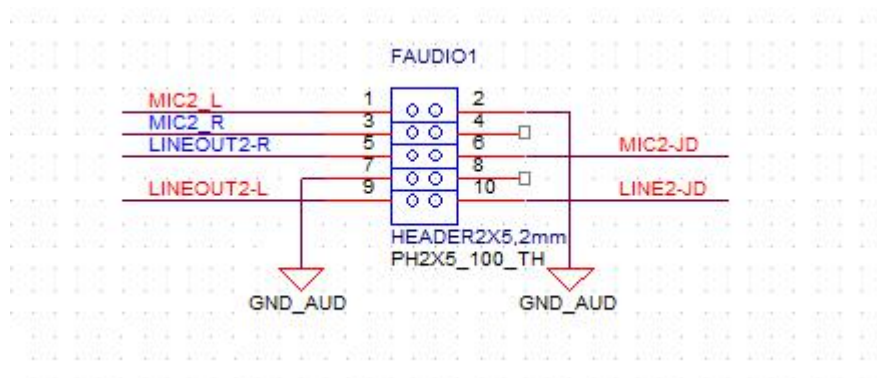 FAUDIO1
MIC2_L 1 2
MIC2_R 3 4
LINEOUT2-R 5 6 MIC2-JD
7 8
LINEOUT2-L 9 10 LINE2-JD
HEADER2X5,2mm
PH2X5_100_TH
GND_AUD GND_AUD